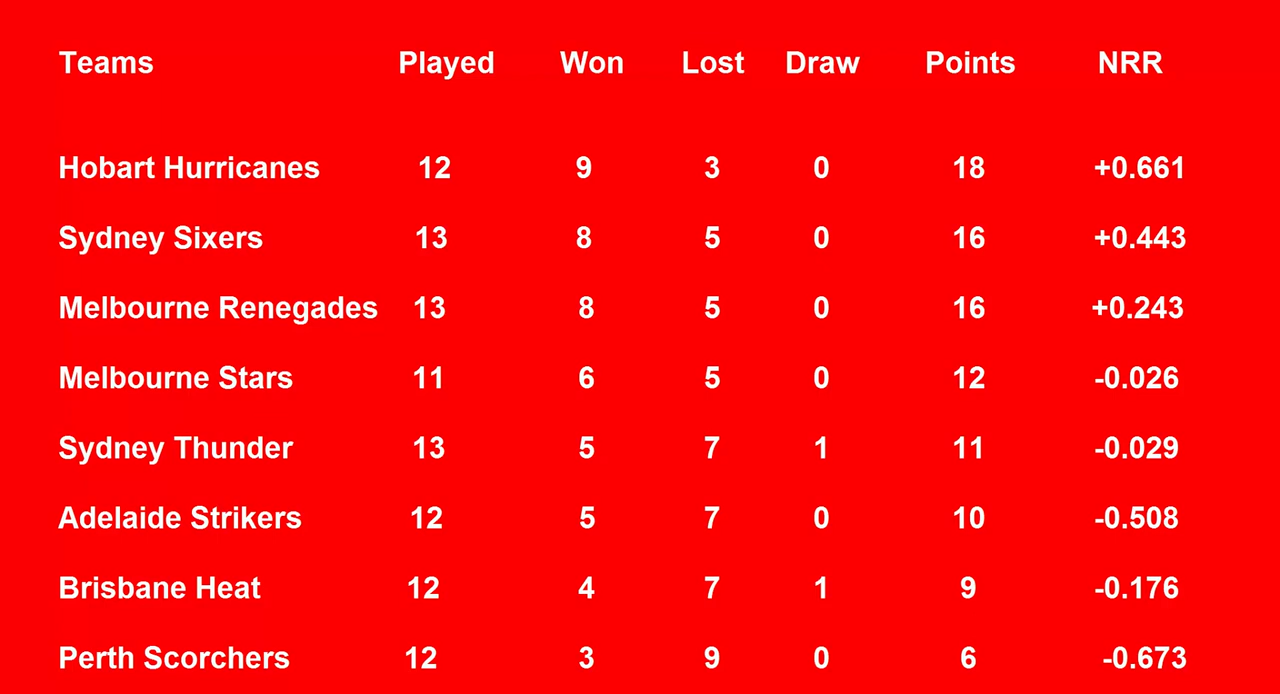 Teams Played Won Lost Draw Points NRR
Hobart Hurricanes 12 9 3 0 18 +0.661
Sydney Sixers 13 8 5 0 16 +0.443
Melbourne Renegades 13 8 5 0 16 +0.243
Melbourne Stars 11 6 5 0 12 -0.026
Sydney Thunder 13 5 7 1 11 -0.029
Adelaide Strikers 12 5 7 0 10 -0.508
Brisbane Heat 12 4 7 1 9 -0.176
Perth Scorchers 12 3 9 0 6 -0.673